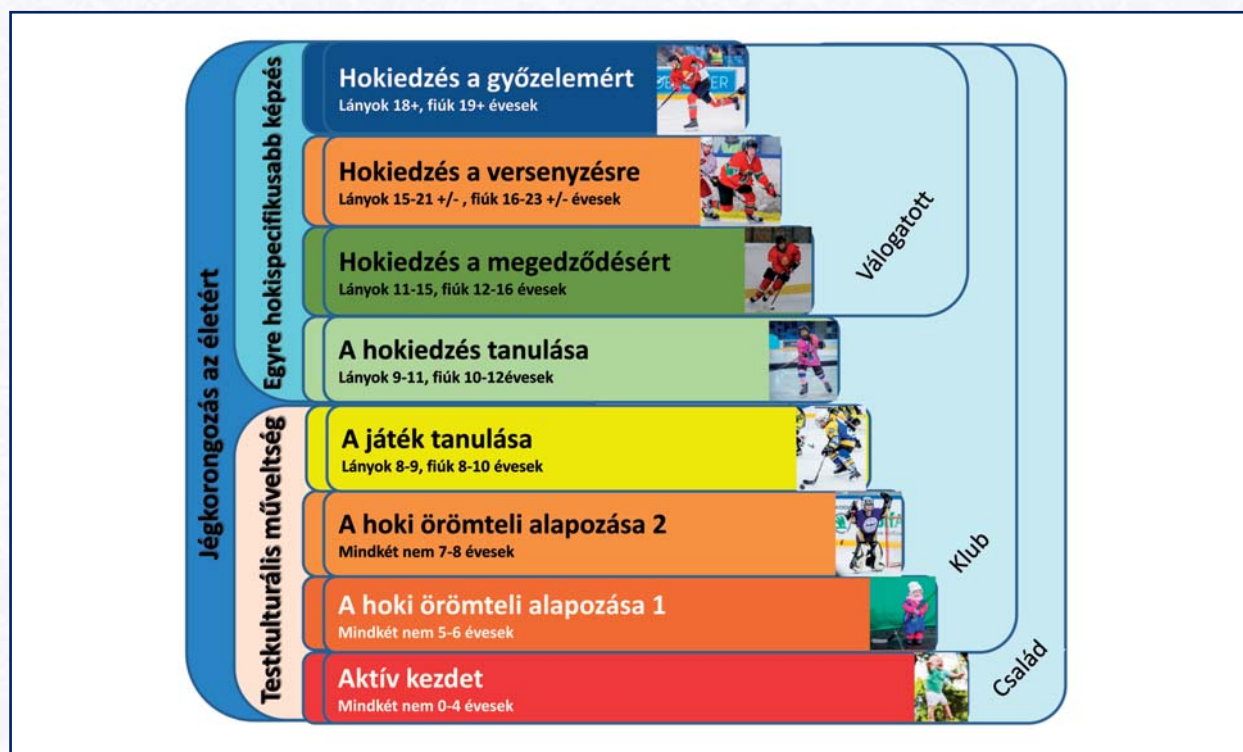 Jégkorongozás az életért
Egyre hokispecifikusabb képzés
Testkulturális műveltség
Hokiedzés a győzelemért
Lányok 18+, fiúk 19+ évesek
Hokiedzés a versenyzésre
Lányok 15-21 +/- , fiúk 16-23 +/- évesek
Hokiedzés a megedződésért
Lányok 11-15, fiúk 12-16 évesek
A hokiedzés tanulása
Lányok 9-11, fiúk 10-12évesek
A játék tanulása
Lányok 8-9, fiúk 8-10 évesek
A hoki örömteli alapozása 2
Mindkét nem 7-8 évesek
A hoki örömteli alapozása 1
Mindkét nem 5-6 évesek
Aktív kezdet
Mindkét nem 0-4 évesek
Válogatott
Klub
Család